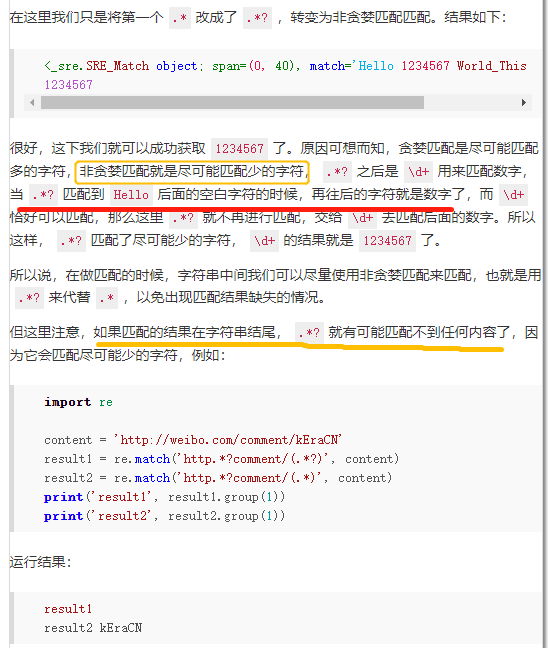 在这里我们只是将第一个 .* 改成了 .*? ，转变为非贪婪匹配匹配。结果如下：
<_sre.SRE_Match object; span=(0, 40), match='Hello 1234567 World_This
1234567
很好，这下我们就可以成功获取 1234567 了。原因可想而知，贪婪匹配是尽可能匹配
多的字符，非贪婪匹配就是尽可能匹配少的字符， .*? 之后是 \d+ 用来匹配数字，
当 .*? 匹配到 Hello 后面的空白字符的时候，再往后的字符就是数字了，而 \d+
恰好可以匹配，那么这里 .*? 就不再进行匹配，交给 \d+ 去匹配后面的数字。所以
这样， .*? 匹配了尽可能少的字符， \d+ 的结果就是 1234567 了。
所以说，在做匹配的时候，字符串中间我们可以尽量使用非贪婪匹配来匹配，也就是用
.*? 来代替 .* ，以免出现匹配结果缺失的情况。
但这里注意，如果匹配的结果在字符串结尾， .*? 就有可能匹配不到任何内容了，因
为它会匹配尽可能少的字符，例如：
import re
content = 'http://weibo.com/comment/kEraCN'
result1 = re.match('http.*?comment/(.*?)', content)
result2 = re.match('http.*?comment/(.*)', content)
print('result1', result1.group(1))
print('result2', result2.group(1))
运行结果：
result1
result2 kEraCN